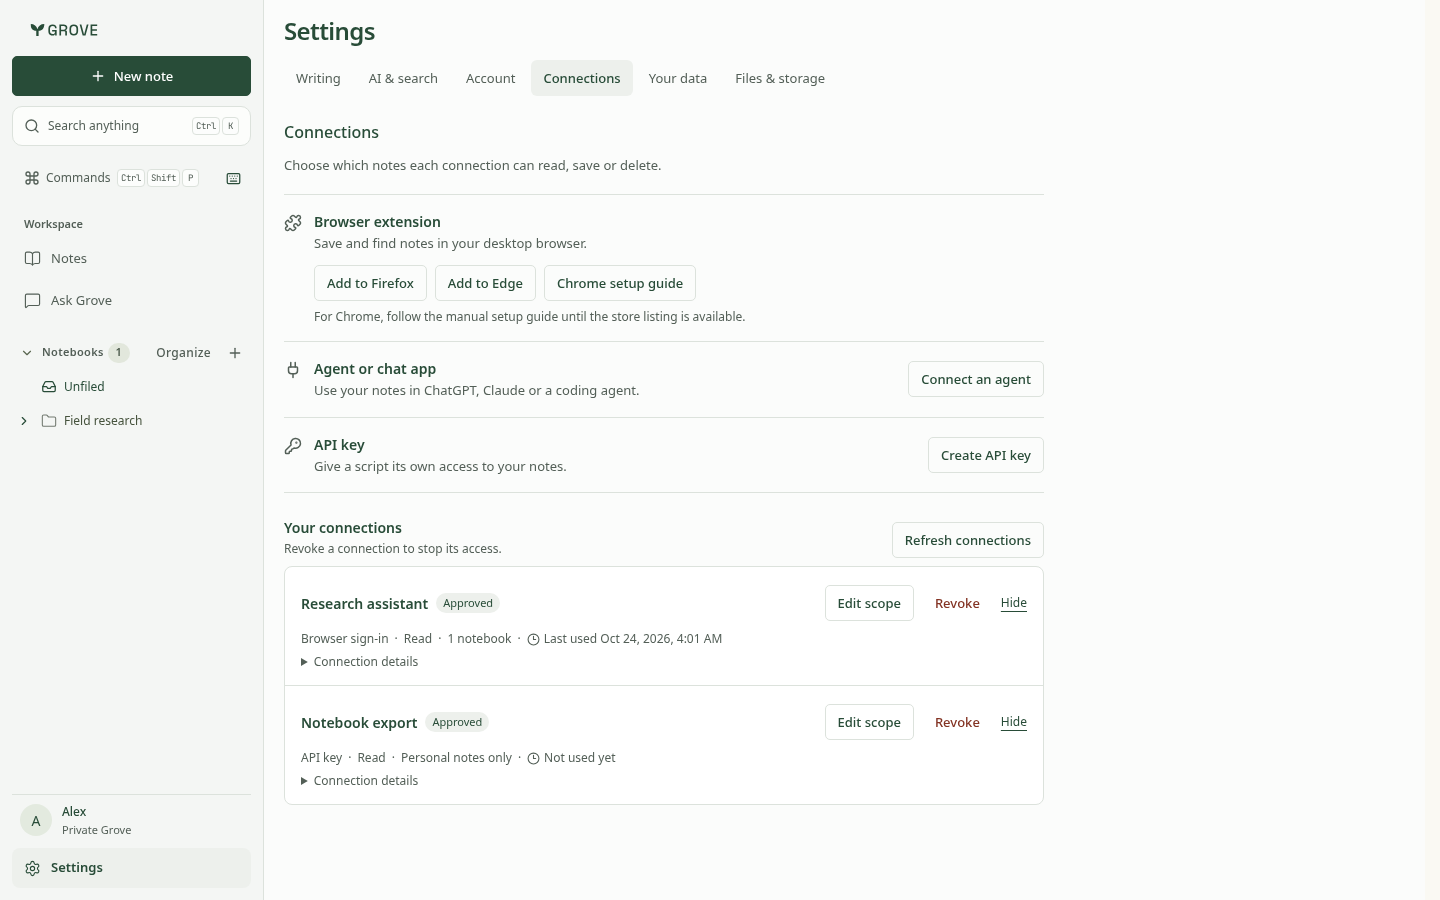 GROVE
New note
Search anything Ctrl K
Commands Ctrl Shift P
Workspace
Notes
Ask Grove
Notebooks 1 Organize
Unfiled
Field research
A
Alex
Private Grove
Settings
Settings
Writing AI & search Account Connections Your data Files & storage
Connections
Choose which notes each connection can read, save or delete.
Browser extension
Save and find notes in your desktop browser.
Add to Firefox Add to Edge Chrome setup guide
For Chrome, follow the manual setup guide until the store listing is available.
Agent or chat app
Use your notes in ChatGPT, Claude or a coding agent.
Connect an agent
API key
Give a script its own access to your notes.
Create API key
Your connections
Revoke a connection to stop its access.
Refresh connections
Research assistant Approved Edit scope Revoke Hide
Browser sign-in · Read · 1 notebook · Last used Oct 24, 2026, 4:01 AM
Connection details
Notebook export Approved Edit scope Revoke Hide
API key · Read · Personal notes only · Not used yet
Connection details